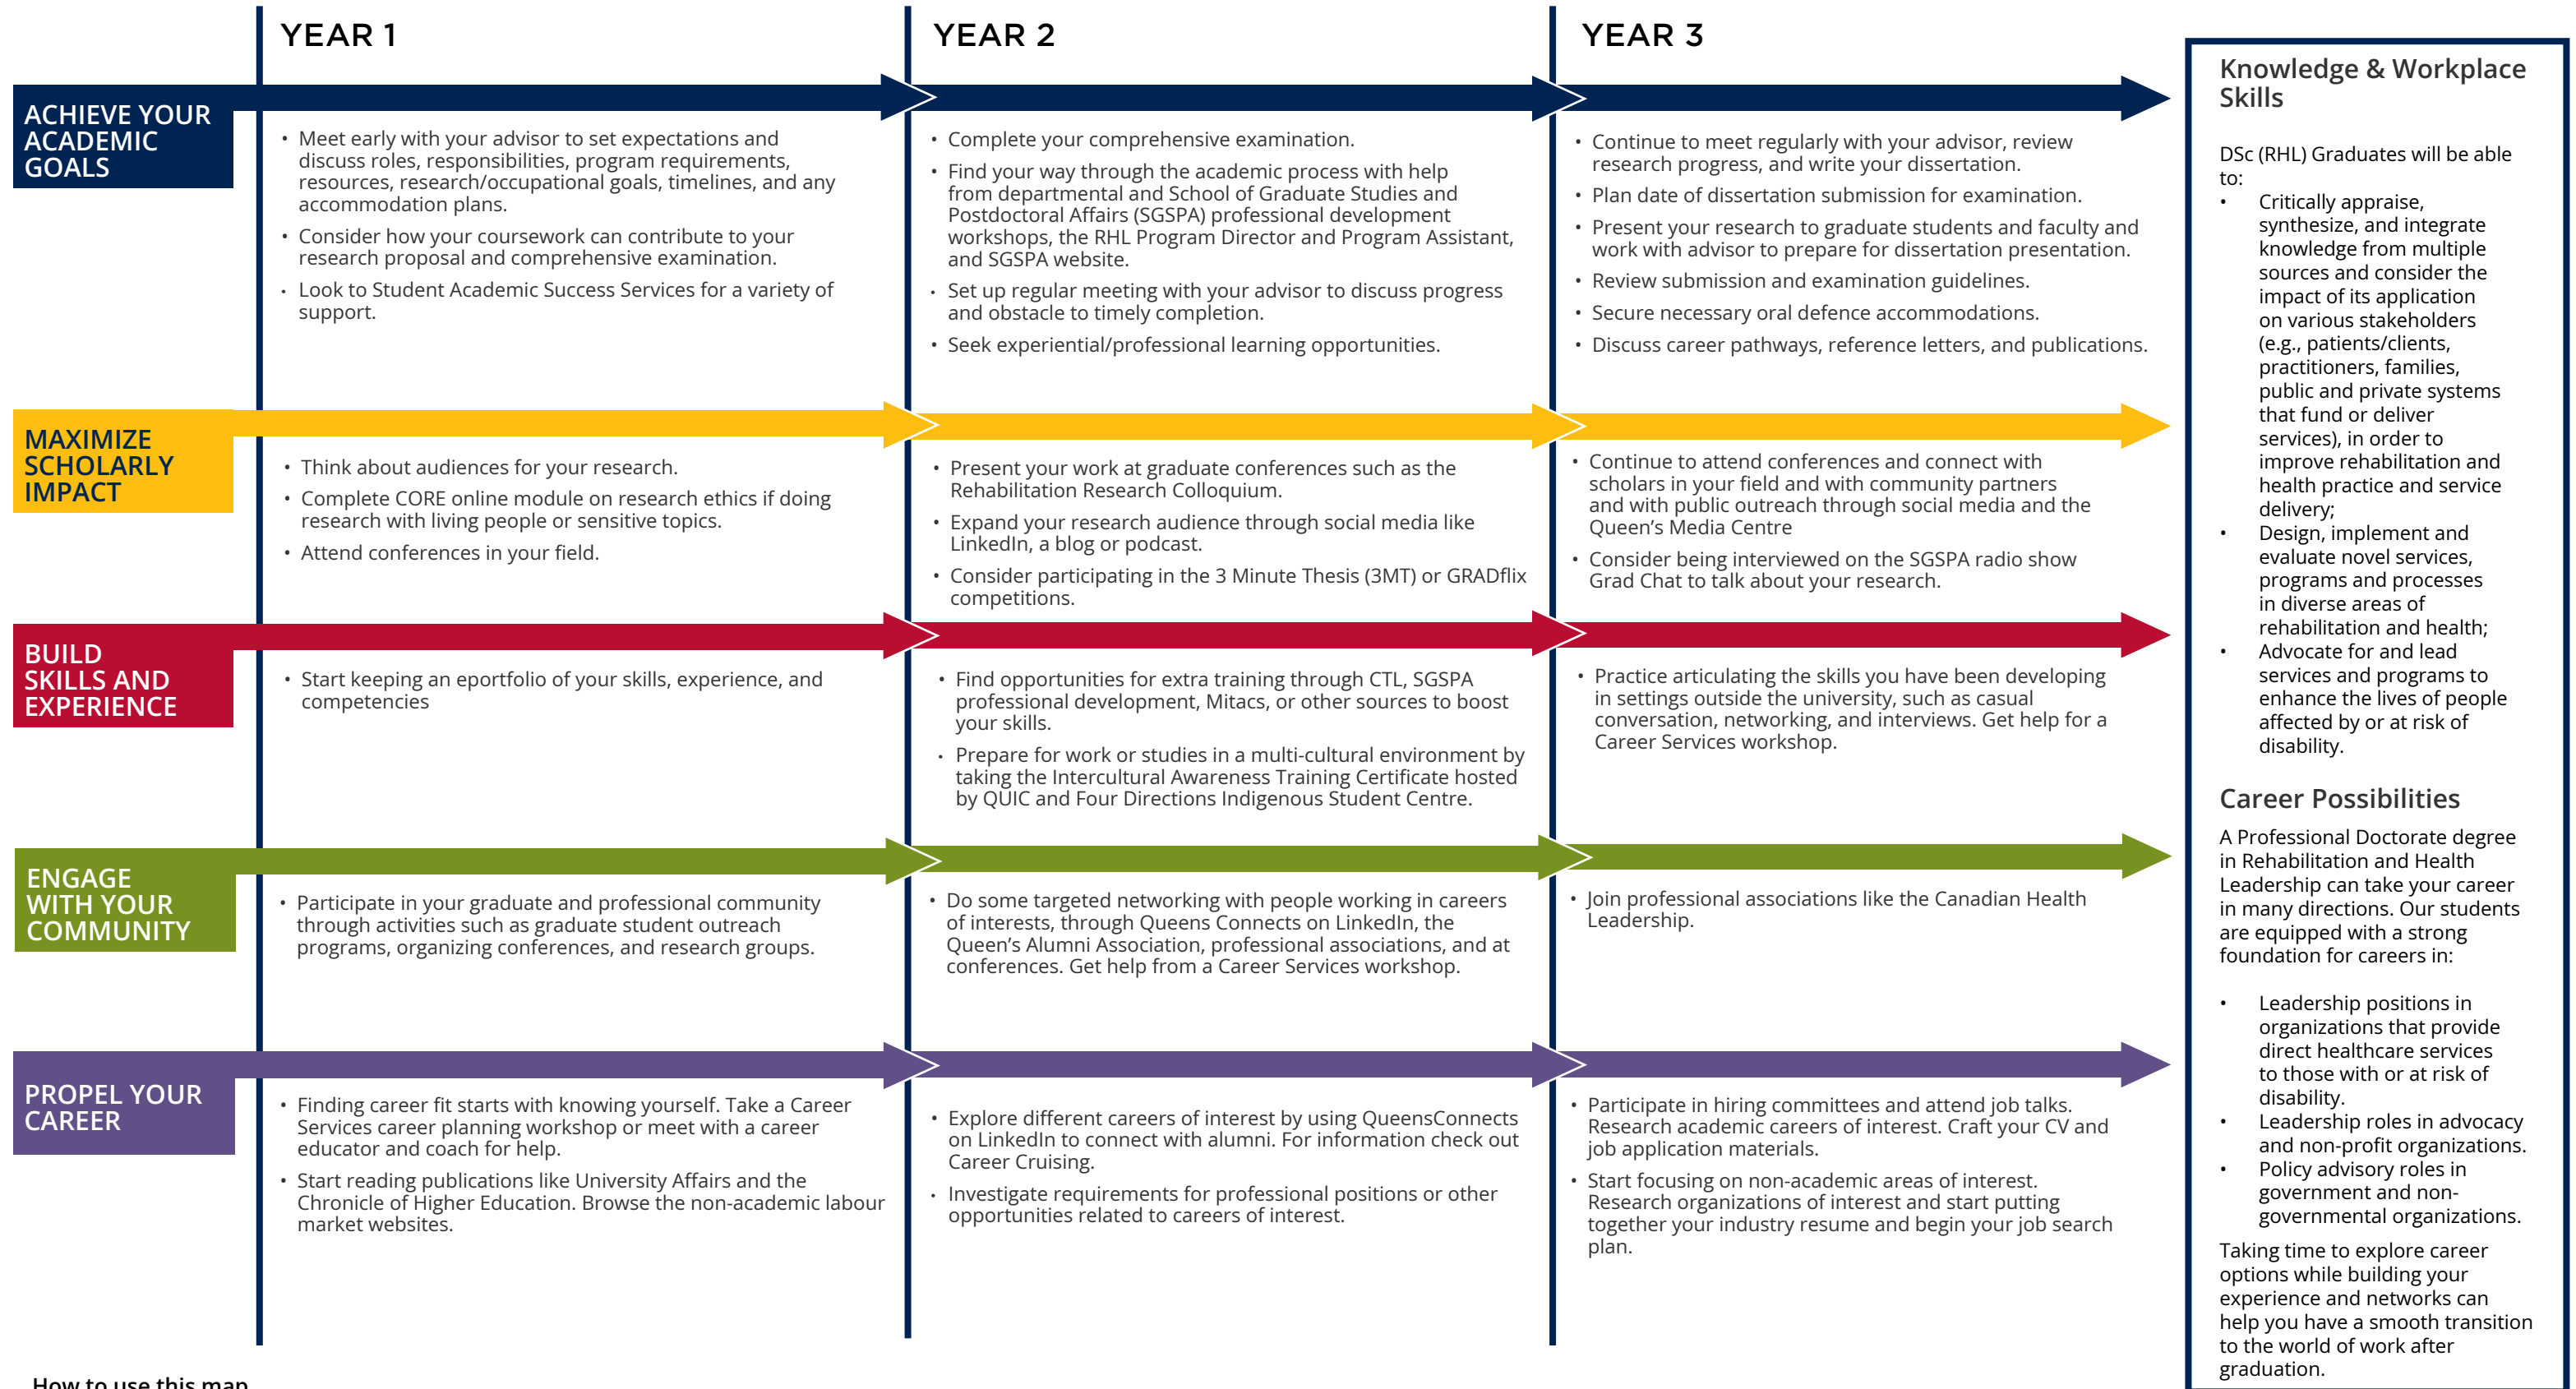 YEAR 1
YEAR 2
YEAR 3
ACHIEVE YOUR
ACADEMIC
GOALS
• Meet early with your advisor to set expectations and
discuss roles, responsibilities, program requirements,
resources, research/occupational goals, timelines, and any
accommodation plans.
• Consider how your coursework can contribute to your
research proposal and comprehensive examination.
• Look to Student Academic Success Services for a variety of
support.
• Complete your comprehensive examination.
• Find your way through the academic process with help
from departmental and School of Graduate Studies and
Postdoctoral Affairs (SGSPA) professional development
workshops, the RHL Program Director and Program Assistant,
and SGSPA website.
• Set up regular meeting with your advisor to discuss progress
and obstacle to timely completion.
• Seek experiential/professional learning opportunities.
• Continue to meet regularly with your advisor, review
research progress, and write your dissertation.
• Plan date of dissertation submission for examination.
• Present your research to graduate students and faculty and
work with advisor to prepare for dissertation presentation.
• Review submission and examination guidelines.
• Secure necessary oral defence accommodations.
• Discuss career pathways, reference letters, and publications.
MAXIMIZE
SCHOLARLY
IMPACT
• Think about audiences for your research.
• Complete CORE online module on research ethics if doing
research with living people or sensitive topics.
• Attend conferences in your field.
• Present your work at graduate conferences such as the
Rehabilitation Research Colloquium.
• Expand your research audience through social media like
LinkedIn, a blog or podcast.
• Consider participating in the 3 Minute Thesis (3MT) or GRADflix
competitions.
• Continue to attend conferences and connect with
scholars in your field and with community partners
and with public outreach through social media and the
Queen's Media Centre
• Consider being interviewed on the SGSPA radio show
Grad Chat to talk about your research.
BUILD
SKILLS AND
EXPERIENCE
• Start keeping an eportfolio of your skills, experience, and
competencies
• Find opportunities for extra training through CTL, SGSPA
professional development, Mitacs, or other sources to boost
your skills.
• Prepare for work or studies in a multi-cultural environment by
taking the Intercultural Awareness Training Certificate hosted
by QUIC and Four Directions Indigenous Student Centre.
• Practice articulating the skills you have been developing
in settings outside the university, such as casual
conversation, networking, and interviews. Get help for a
Career Services workshop.
ENGAGE
WITH YOUR
COMMUNITY
• Participate in your graduate and professional community
through activities such as graduate student outreach
programs, organizing conferences, and research groups.
• Do some targeted networking with people working in careers
of interests, through Queens Connects on LinkedIn, the
Queen's Alumni Association, professional associations, and at
conferences. Get help from a Career Services workshop.
• Join professional associations like the Canadian Health
Leadership.
PROPEL YOUR
CAREER
• Finding career fit starts with knowing yourself. Take a Career
Services career planning workshop or meet with a career
educator and coach for help.
• Start reading publications like University Affairs and the
Chronicle of Higher Education. Browse the non-academic labour
market websites.
• Explore different careers of interest by using QueensConnects
on LinkedIn to connect with alumni. For information check out
Career Cruising.
• Investigate requirements for professional positions or other
opportunities related to careers of interest.
• Participate in hiring committees and attend job talks.
Research academic careers of interest. Craft your CV and
job application materials.
• Start focusing on non-academic areas of interest.
Research organizations of interest and start putting
together your industry resume and begin your job search
plan.
Knowledge & Workplace
Skills
DSc (RHL) Graduates will be able
to:
• Critically appraise,
synthesize, and integrate
knowledge from multiple
sources and consider the
impact of its application
on various stakeholders
(e.g., patients/clients,
practitioners, families,
public and private systems
that fund or deliver
services), in order to
improve rehabilitation and
health practice and service
delivery;
• Design, implement and
evaluate novel services,
programs and processes
in diverse areas of
rehabilitation and health;
• Advocate for and lead
services and programs to
enhance the lives of people
affected by or at risk of
disability.
Career Possibilities
A Professional Doctorate degree
in Rehabilitation and Health
Leadership can take your career
in many directions. Our students
are equipped with a strong
foundation for careers in:
• Leadership positions in
organizations that provide
direct healthcare services
to those with or at risk of
disability.
• Leadership roles in advocacy
and non-profit organizations.
• Policy advisory roles in
government and non-
governmental organizations.
Taking time to explore career
options while building your
experience and networks can
help you have a smooth transition
to the world of work after
graduation.
How to use this map